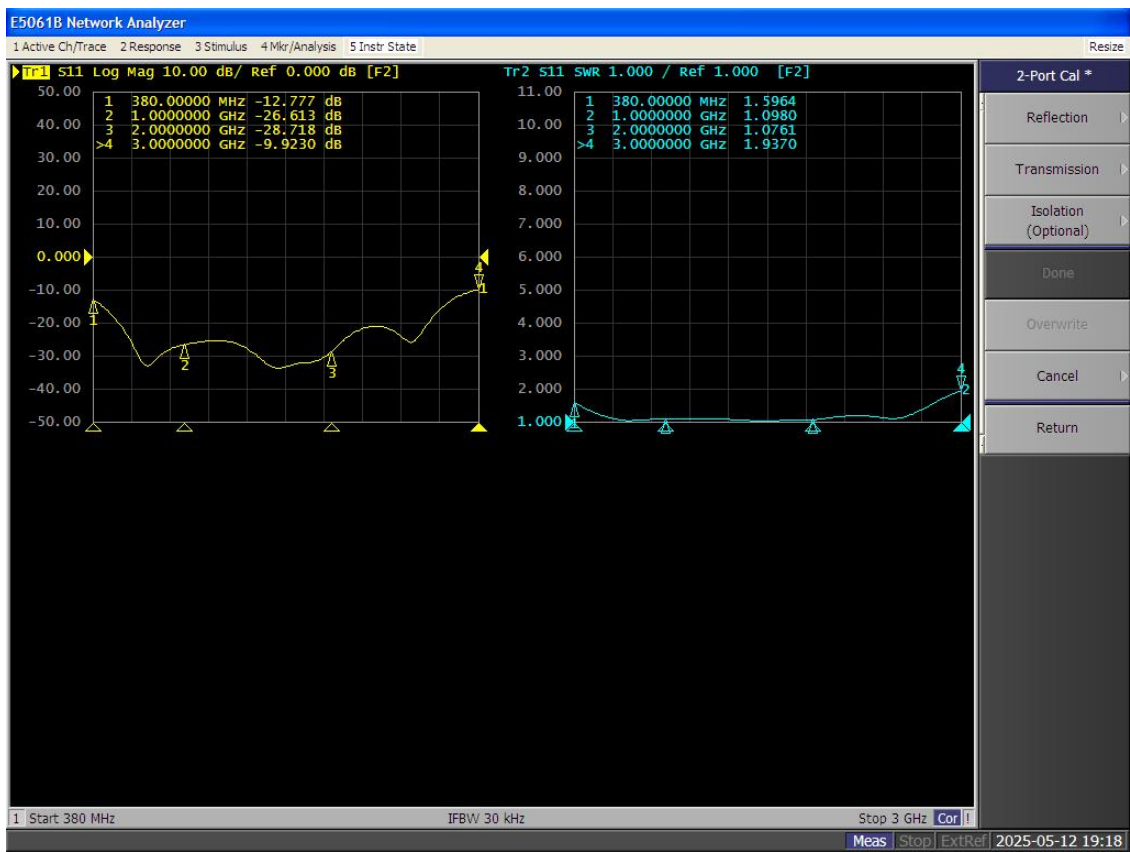 E5061B Network Analyzer
1 Active Ch/Trace 2 Response 3 Stimulus 4 Mkr/Analysis 5 Instr State Resize
Tr1 S11 Log Mag 10.00 dB/ Ref 0.000 dB [F2]
50.00
40.00
30.00
20.00
10.00
0.000
-10.00
-20.00
-30.00
-40.00
-50.00
1 380.00000 MHz -12.777 dB
2 1.0000000 GHz -26.613 dB
3 2.0000000 GHz -28.718 dB
>4 3.0000000 GHz -9.9230 dB
1
2
3
4
1
Tr2 S11 SWR 1.000 / Ref 1.000 [F2]
11.00
10.00
9.000
8.000
7.000
6.000
5.000
4.000
3.000
2.000
1.000
1 380.00000 MHz 1.5964
2 1.0000000 GHz 1.0980
3 2.0000000 GHz 1.0761
>4 3.0000000 GHz 1.9370
4
2
2-Port Cal *
Reflection
Transmission
Isolation
(Optional)
Done
Overwrite
Cancel
Return
1 Start 380 MHz IFBW 30 kHz Stop 3 GHz Cor !
Meas Stop ExtRef 2025-05-12 19:18